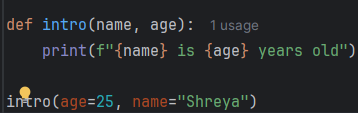 def intro(name, age): 1 usage
    print(f"{name} is {age} years old")
intro(age=25, name="Shreya")